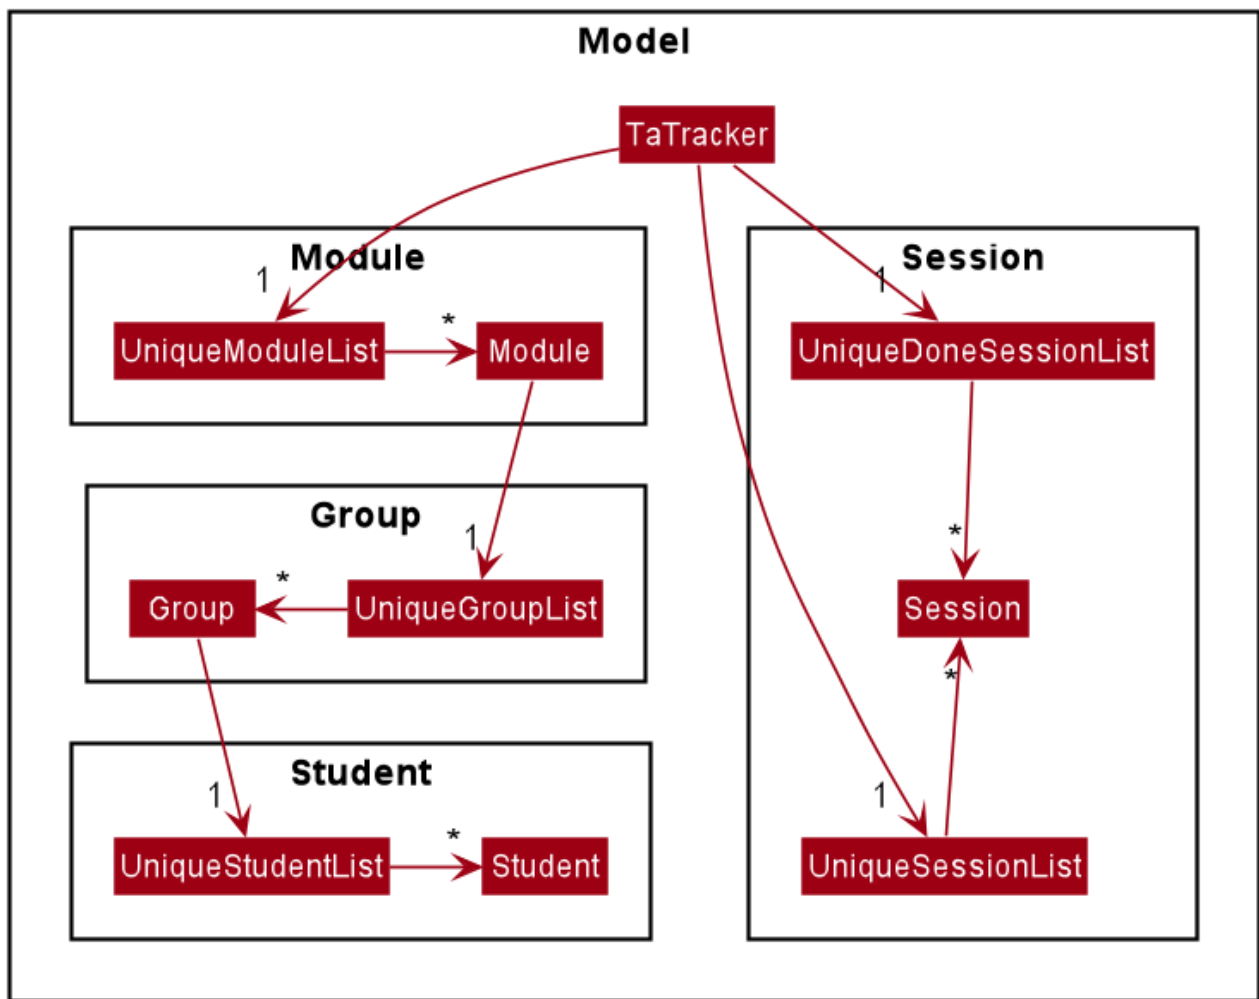 Model
TaTracker
Module
1
UniqueModuleList
*
Module
Group
1
Group
*
UniqueGroupList
Student
1
UniqueStudentList
*
Student
Session
1
UniqueDoneSessionList
*
Session
*
1
UniqueSessionList